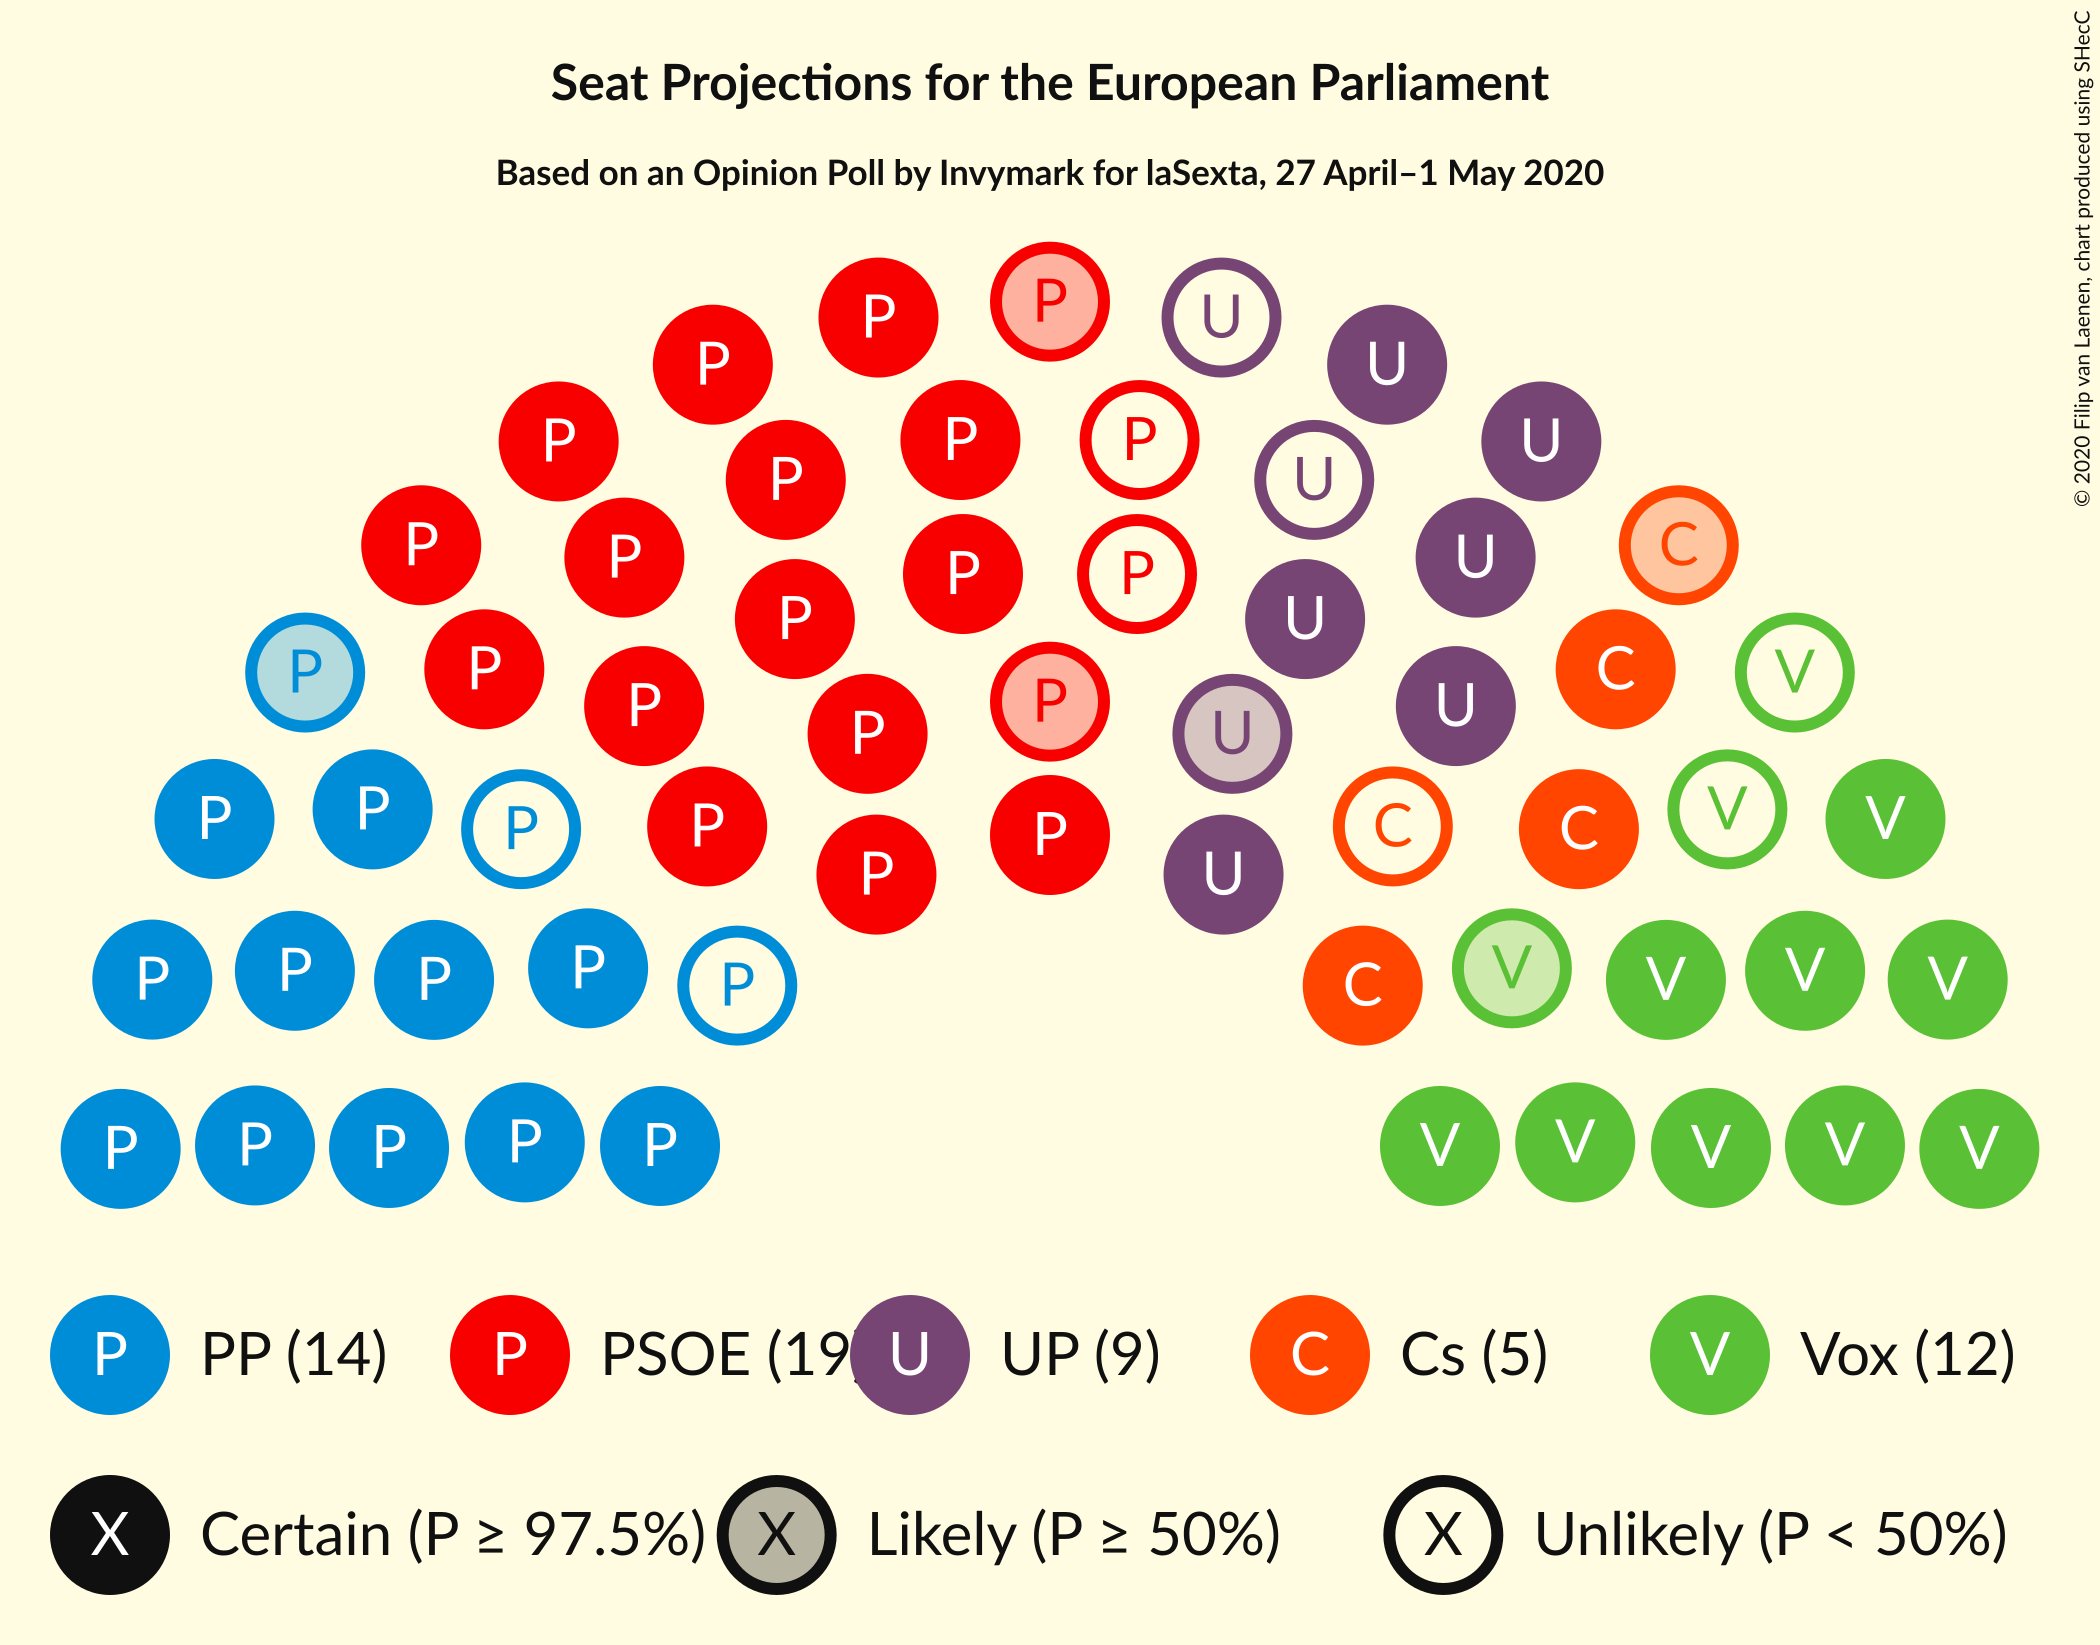 Seat Projections for the European Parliament
Based on an Opinion Poll by Invymark for laSexta, 27 April–1 May 2020
© 2020 Filip van Laenen, chart produced using SHecC
P U
P P U U
P P U
P P P U
P P U C
P P U U
P P P U C
P C V
P P U V
P P P V V
P P P C C V
P P U
P P P P V V V V
P C
P P P P P V V V V V
P PP (14) P PSOE (19) U UP (9) C Cs (5) V Vox (12)
X Certain (P ≥ 97.5%) X Likely (P ≥ 50%) X Unlikely (P < 50%)